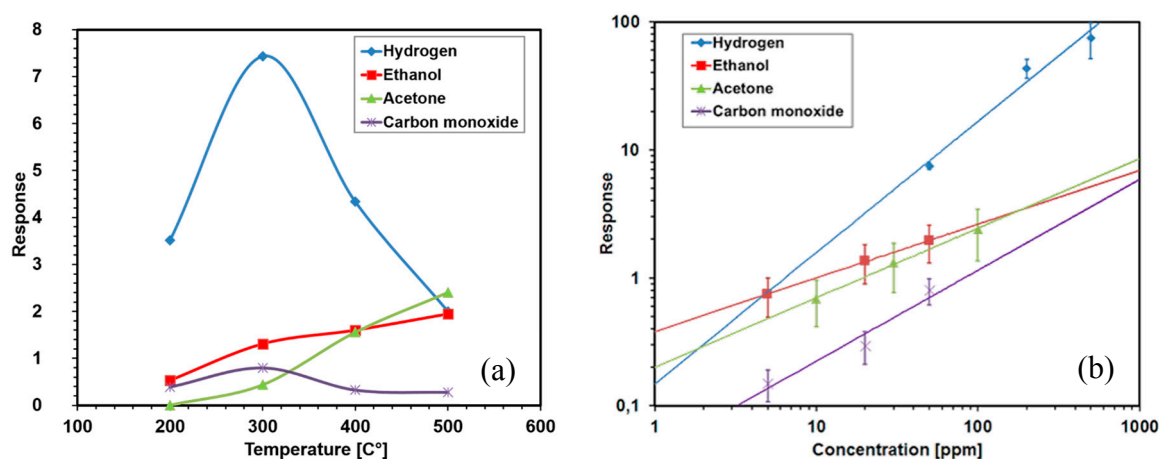 8
7
6
5
4
3
2
1
0
Response
100 200 300 400 500 600
Temperature [C°]
Hydrogen
Ethanol
Acetone
Carbon monoxide
(a)
100
10
1
0,1
Response
1 10 100 1000
Concentration [ppm]
Hydrogen
Ethanol
Acetone
Carbon monoxide
(b)